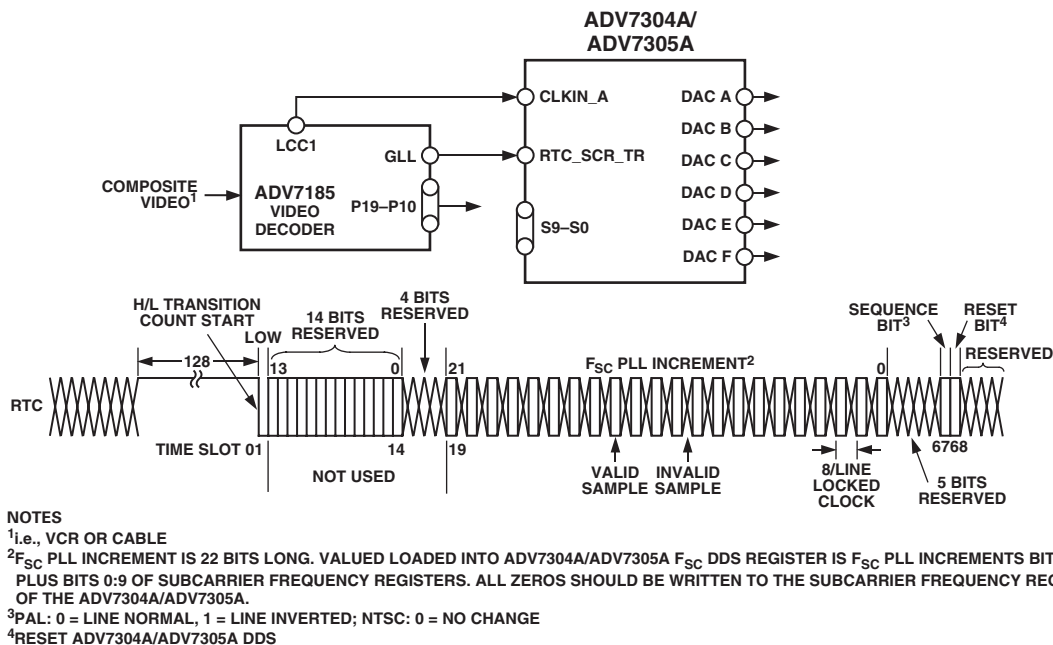 ADV7304A/
ADV7305A
CLKIN_A
DAC A
DAC B
LCC1
DAC C
GLL
RTC_SCR_TR
COMPOSITE
VIDEO1
ADV7185
VIDEO
DECODER
P19–P10
DAC D
S9–S0
DAC E
DAC F
H/L TRANSITION
COUNT START
LOW
128
14 BITS
RESERVED
4 BITS
RESERVED
SEQUENCE
BIT3
RESET
BIT4
RESERVED
13
0
21
FSC PLL INCREMENT2
0
RTC
TIME SLOT 01
14
19
6768
NOT USED
VALID
SAMPLE
INVALID
SAMPLE
8/LINE
LOCKED
CLOCK
5 BITS
RESERVED
NOTES
1i.e., VCR OR CABLE
2FSC PLL INCREMENT IS 22 BITS LONG. VALUED LOADED INTO ADV7304A/ADV7305A FSC DDS REGISTER IS FSC PLL INCREMENTS BIT
PLUS BITS 0:9 OF SUBCARRIER FREQUENCY REGISTERS. ALL ZEROS SHOULD BE WRITTEN TO THE SUBCARRIER FREQUENCY
OF THE ADV7304A/ADV7305A.
3PAL: 0 = LINE NORMAL, 1 = LINE INVERTED; NTSC: 0 = NO CHANGE
4RESET ADV7304A/ADV7305A DDS